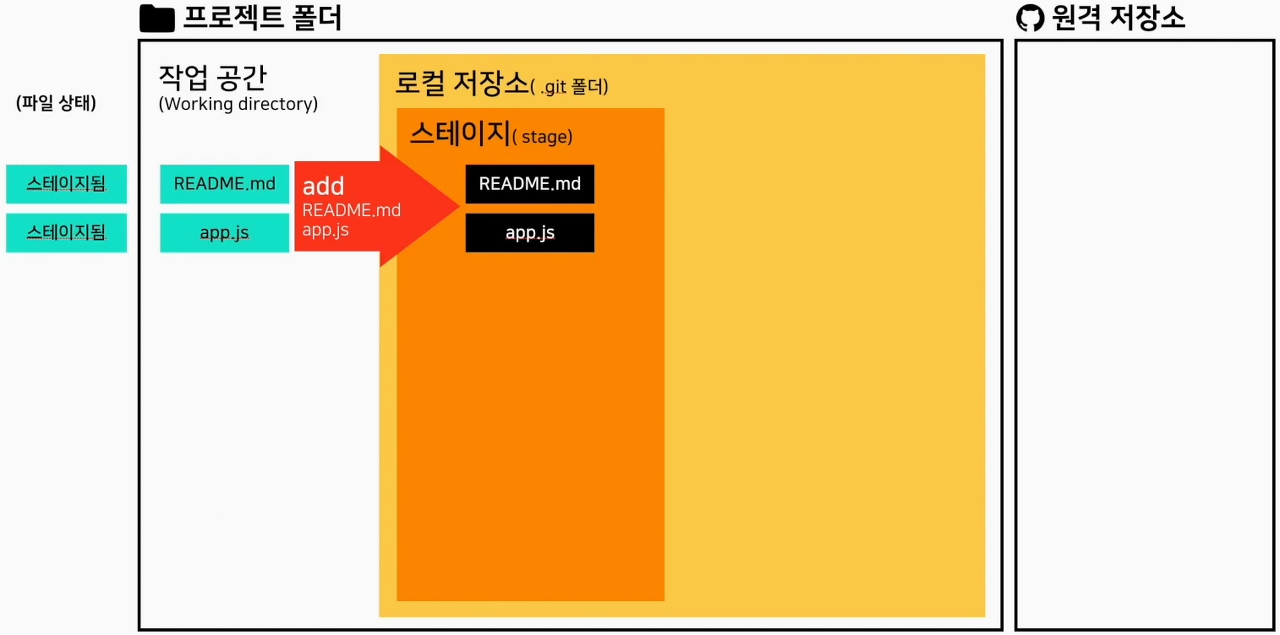 프로젝트 폴더
원격 저장소
(파일 상태)
작업 공간
(Working directory)
로컬 저장소( .git 폴더)
스테이지( stage)
스테이지됨
README.md
add
README.md
app.js
README.md
스테이지됨
app.js
app.js